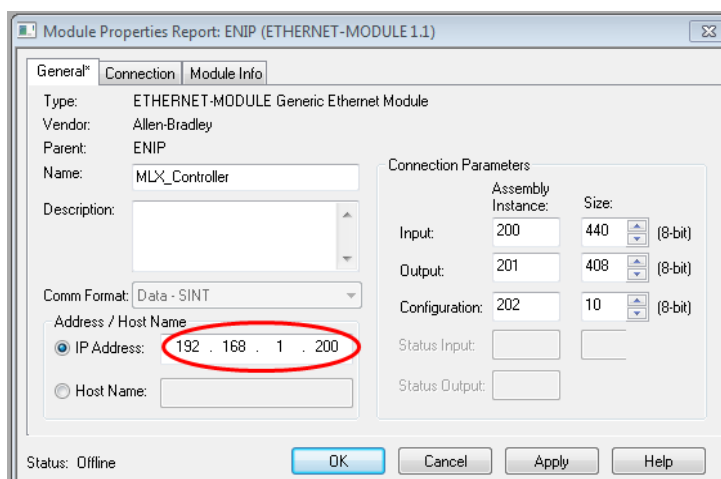 Module Properties Report: ENIP (ETHERNET-MODULE 1.1)
General* Connection Module Info
Type: ETHERNET-MODULE Generic Ethernet Module
Vendor: Allen-Bradley
Parent: ENIP
Name: MLX_Controller
Description:
Comm Format: Data - SINT
Address / Host Name
IP Address: 192 . 168 . 1 . 200
Host Name:
Connection Parameters
Assembly
Instance: Size:
Input: 200 440 (8-bit)
Output: 201 408 (8-bit)
Configuration: 202 10 (8-bit)
Status Input:
Status Output:
Status: Offline OK Cancel Apply Help